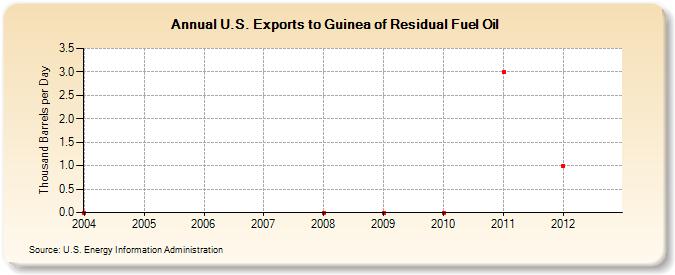 Annual U.S. Exports to Guinea of Residual Fuel Oil
Thousand Barrels per Day
3.5
3.0
2.5
2.0
1.5
1.0
0.5
0.0
2004 2005 2006 2007 2008 2009 2010 2011 2012
Source: U.S. Energy Information Administration